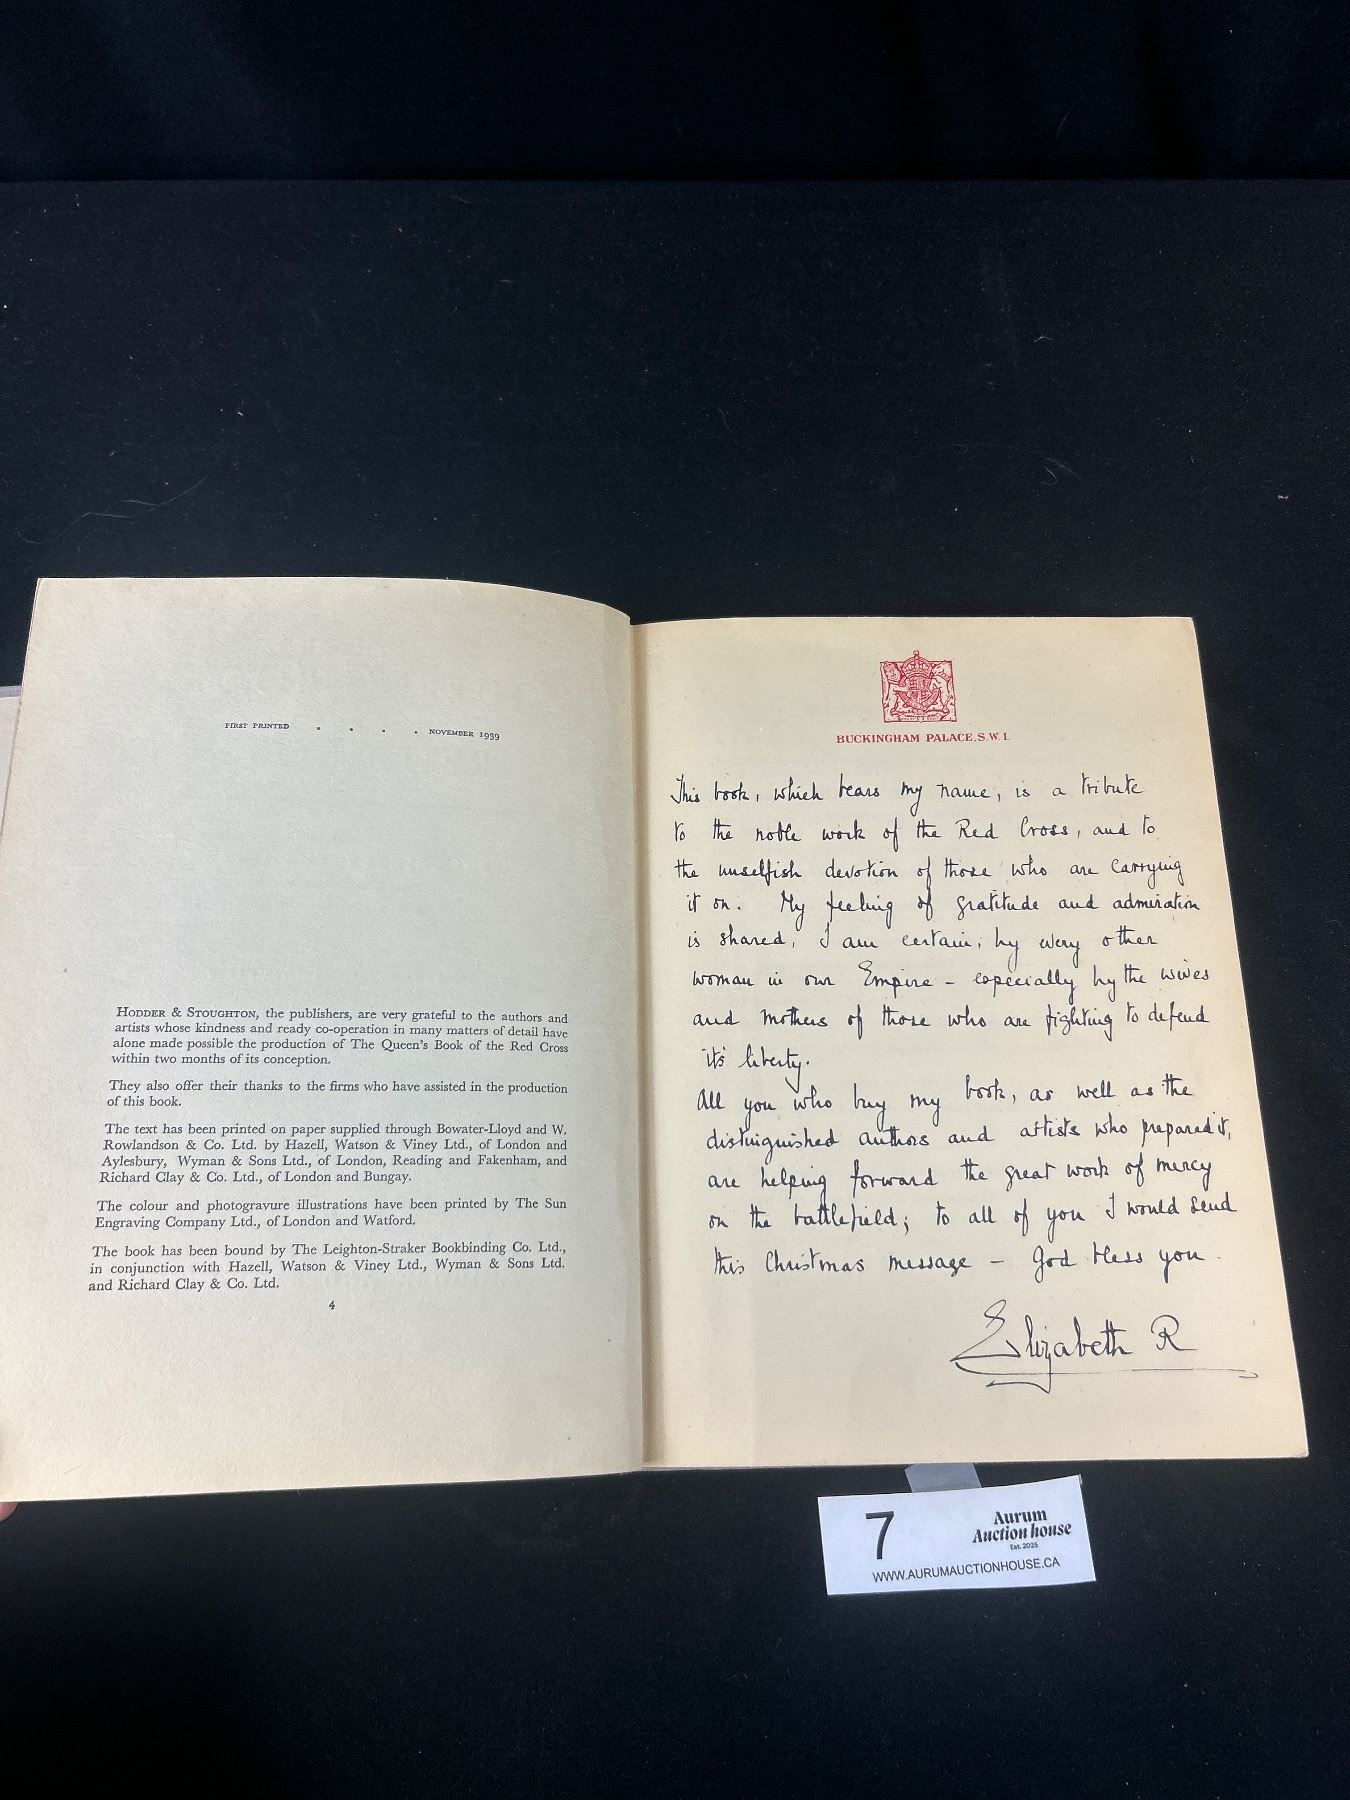 FIRST PRINTED . . . . NOVEMBER 1939
HODDER & STOUGHTON, the publishers, are very grateful to the authors and
artists whose kindness and ready co-operation in many matters of detail have
alone made possible the production of The Queen's Book of the Red Cross
within two months of its conception.
They also offer their thanks to the firms who have assisted in the production
of this book.
The text has been printed on paper supplied through Bowater-Lloyd and W.
Rowlandson & Co. Ltd. by Hazell, Watson & Viney Ltd., of London and
Aylesbury, Wyman & Sons Ltd., of London, Reading and Fakenham, and
Richard Clay & Co. Ltd., of London and Bungay.
The colour and photogravure illustrations have been printed by The Sun
Engraving Company Ltd., of London and Watford.
The book has been bound by The Leighton-Straker Bookbinding Co. Ltd.,
in conjunction with Hazell, Watson & Viney Ltd., Wyman & Sons Ltd.
and Richard Clay & Co. Ltd.
4
BUCKINGHAM PALACE, S.W.1.
This book, which bears my name, is a tribute
to the noble work of the Red Cross, and to
the unselfish devotion of those who are carrying
it on. My feeling of gratitude and admiration
is shared, I am certain, by every other
woman in our Empire – especially by the wives
and mothers of those who are fighting to defend
it's liberty.
All you who buy my book, as well as the
distinguished authors and artists who prepared it,
are helping forward the great work of mercy
on the battlefield; to all of you I would send
this Christmas message – God bless you.
Elizabeth R
7
Aurum
Auction house
Est. 2025
WWW.AURUMAUCTIONHOUSE.CA